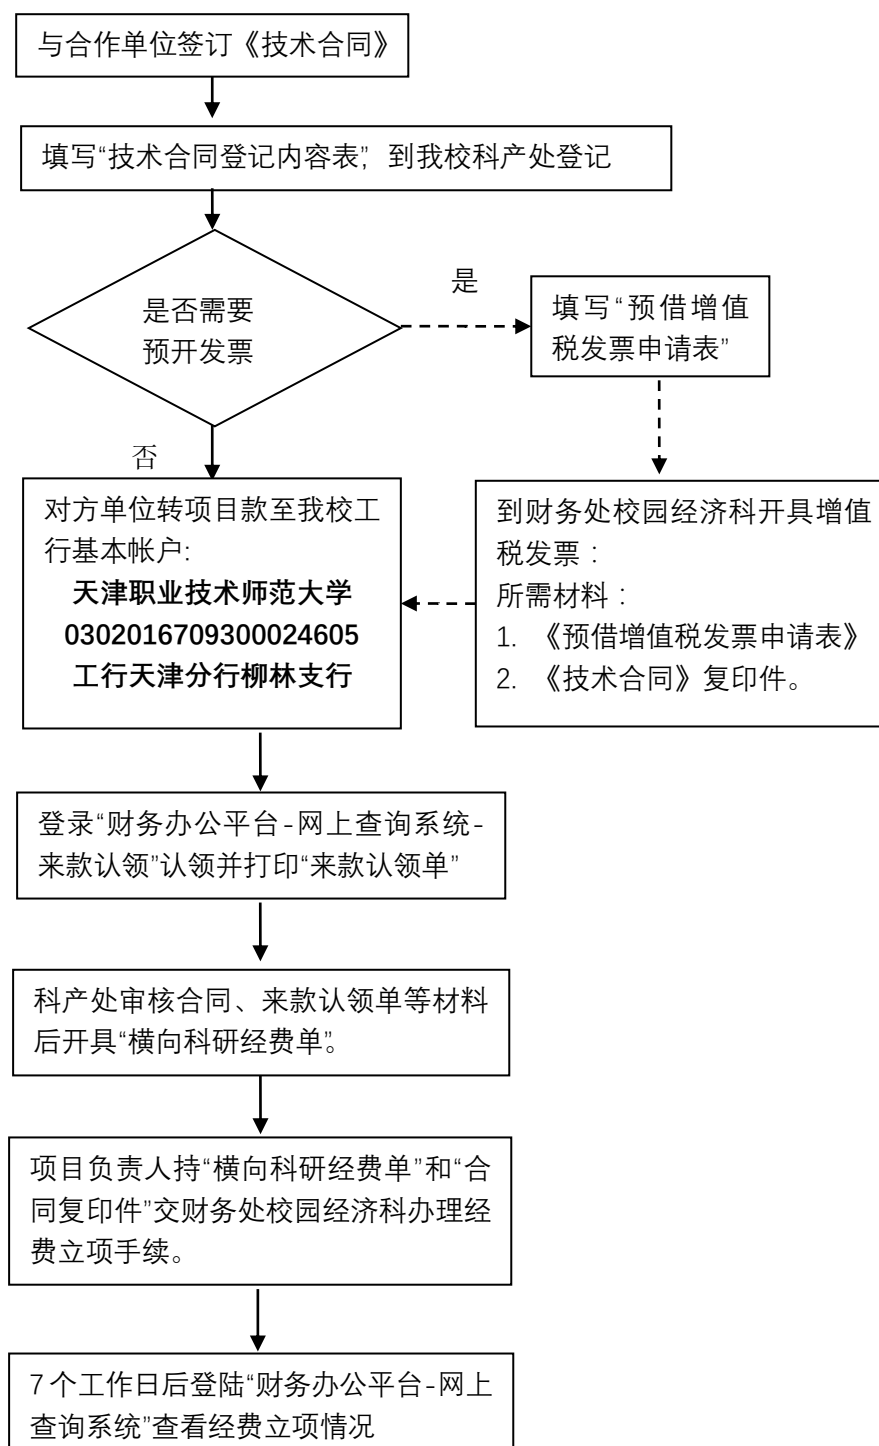 与合作单位签订《技术合同》
填写“技术合同登记内容表”，到我校科产处登记
是否需要
预开发票
是
填写“预借增值
税发票申请表”
否
对方单位转项目款至我校工
行基本帐户：
天津职业技术师范大学
0302016709300024605
工行天津分行柳林支行
到财务处校园经济科开具增值
税发票：
所需材料：
1. 《预借增值税发票申请表》
2. 《技术合同》复印件。
登录“财务办公平台-网上查询系统-
来款认领”认领并打印“来款认领单”
科产处审核合同、来款认领单等材料
后开具“横向科研经费单”。
项目负责人持“横向科研经费单”和“合
同复印件”交财务处校园经济科办理经
费立项手续。
7个工作日后登陆“财务办公平台-网上
查询系统”查看经费立项情况